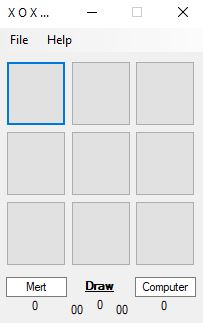 X O X ...
File Help
Mert Draw Computer
0 00 0 00 0